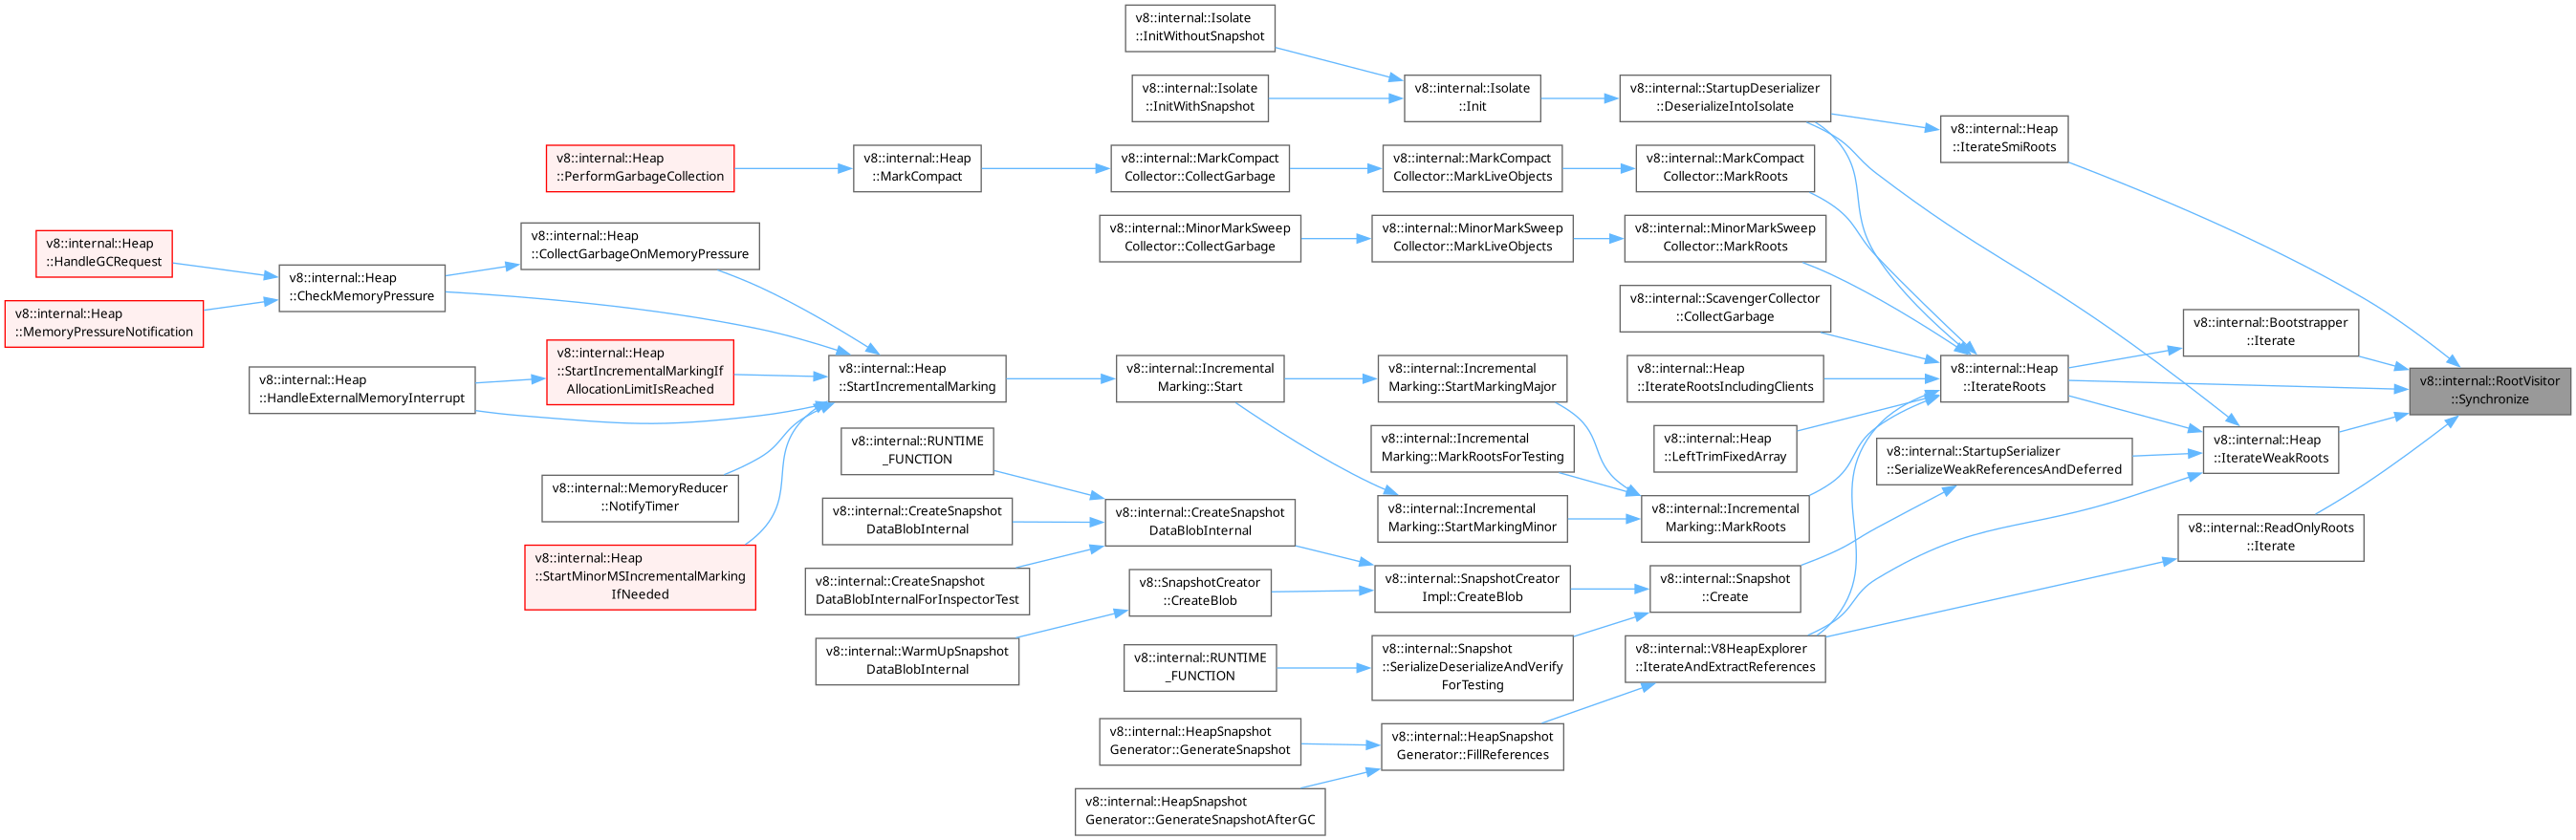 v8::internal::Isolate
::InitWithoutSnapshot
v8::internal::Isolate
::InitWithSnapshot
v8::internal::Isolate
::Init
v8::internal::StartupDeserializer
::DeserializeIntoIsolate
v8::internal::Heap
::IterateSmiRoots
v8::internal::Heap
::PerformGarbageCollection
v8::internal::Heap
::MarkCompact
v8::internal::MarkCompact
Collector::CollectGarbage
v8::internal::MarkCompact
Collector::MarkLiveObjects
v8::internal::MarkCompact
Collector::MarkRoots
v8::internal::Heap
::HandleGCRequest
v8::internal::Heap
::MemoryPressureNotification
v8::internal::Heap
::CheckMemoryPressure
v8::internal::Heap
::CollectGarbageOnMemoryPressure
v8::internal::MinorMarkSweep
Collector::CollectGarbage
v8::internal::MinorMarkSweep
Collector::MarkLiveObjects
v8::internal::MinorMarkSweep
Collector::MarkRoots
v8::internal::ScavengerCollector
::CollectGarbage
v8::internal::Bootstrapper
::Iterate
v8::internal::Heap
::HandleExternalMemoryInterrupt
v8::internal::Heap
::StartIncrementalMarkingIf
AllocationLimitIsReached
v8::internal::Heap
::StartIncrementalMarking
v8::internal::Incremental
Marking::Start
v8::internal::Incremental
Marking::StartMarkingMajor
v8::internal::Heap
::IterateRootsIncludingClients
v8::internal::Heap
::IterateRoots
v8::internal::RootVisitor
::Synchronize
v8::internal::RUNTIME
_FUNCTION
v8::internal::Incremental
Marking::MarkRootsForTesting
v8::internal::Heap
::LeftTrimFixedArray
v8::internal::StartupSerializer
::SerializeWeakReferencesAndDeferred
v8::internal::Heap
::IterateWeakRoots
v8::internal::MemoryReducer
::NotifyTimer
v8::internal::CreateSnapshot
DataBlobInternal
v8::internal::CreateSnapshot
DataBlobInternal
v8::internal::Incremental
Marking::StartMarkingMinor
v8::internal::Incremental
Marking::MarkRoots
v8::internal::ReadOnlyRoots
::Iterate
v8::internal::Heap
::StartMinorMSIncrementalMarking
IfNeeded
v8::internal::CreateSnapshot
DataBlobInternalForInspectorTest
v8::SnapshotCreator
::CreateBlob
v8::internal::SnapshotCreator
Impl::CreateBlob
v8::internal::Snapshot
::Create
v8::internal::WarmUpSnapshot
DataBlobInternal
v8::internal::RUNTIME
_FUNCTION
v8::internal::Snapshot
::SerializeDeserializeAndVerify
ForTesting
v8::internal::V8HeapExplorer
::IterateAndExtractReferences
v8::internal::HeapSnapshot
Generator::GenerateSnapshot
v8::internal::HeapSnapshot
Generator::FillReferences
v8::internal::HeapSnapshot
Generator::GenerateSnapshotAfterGC